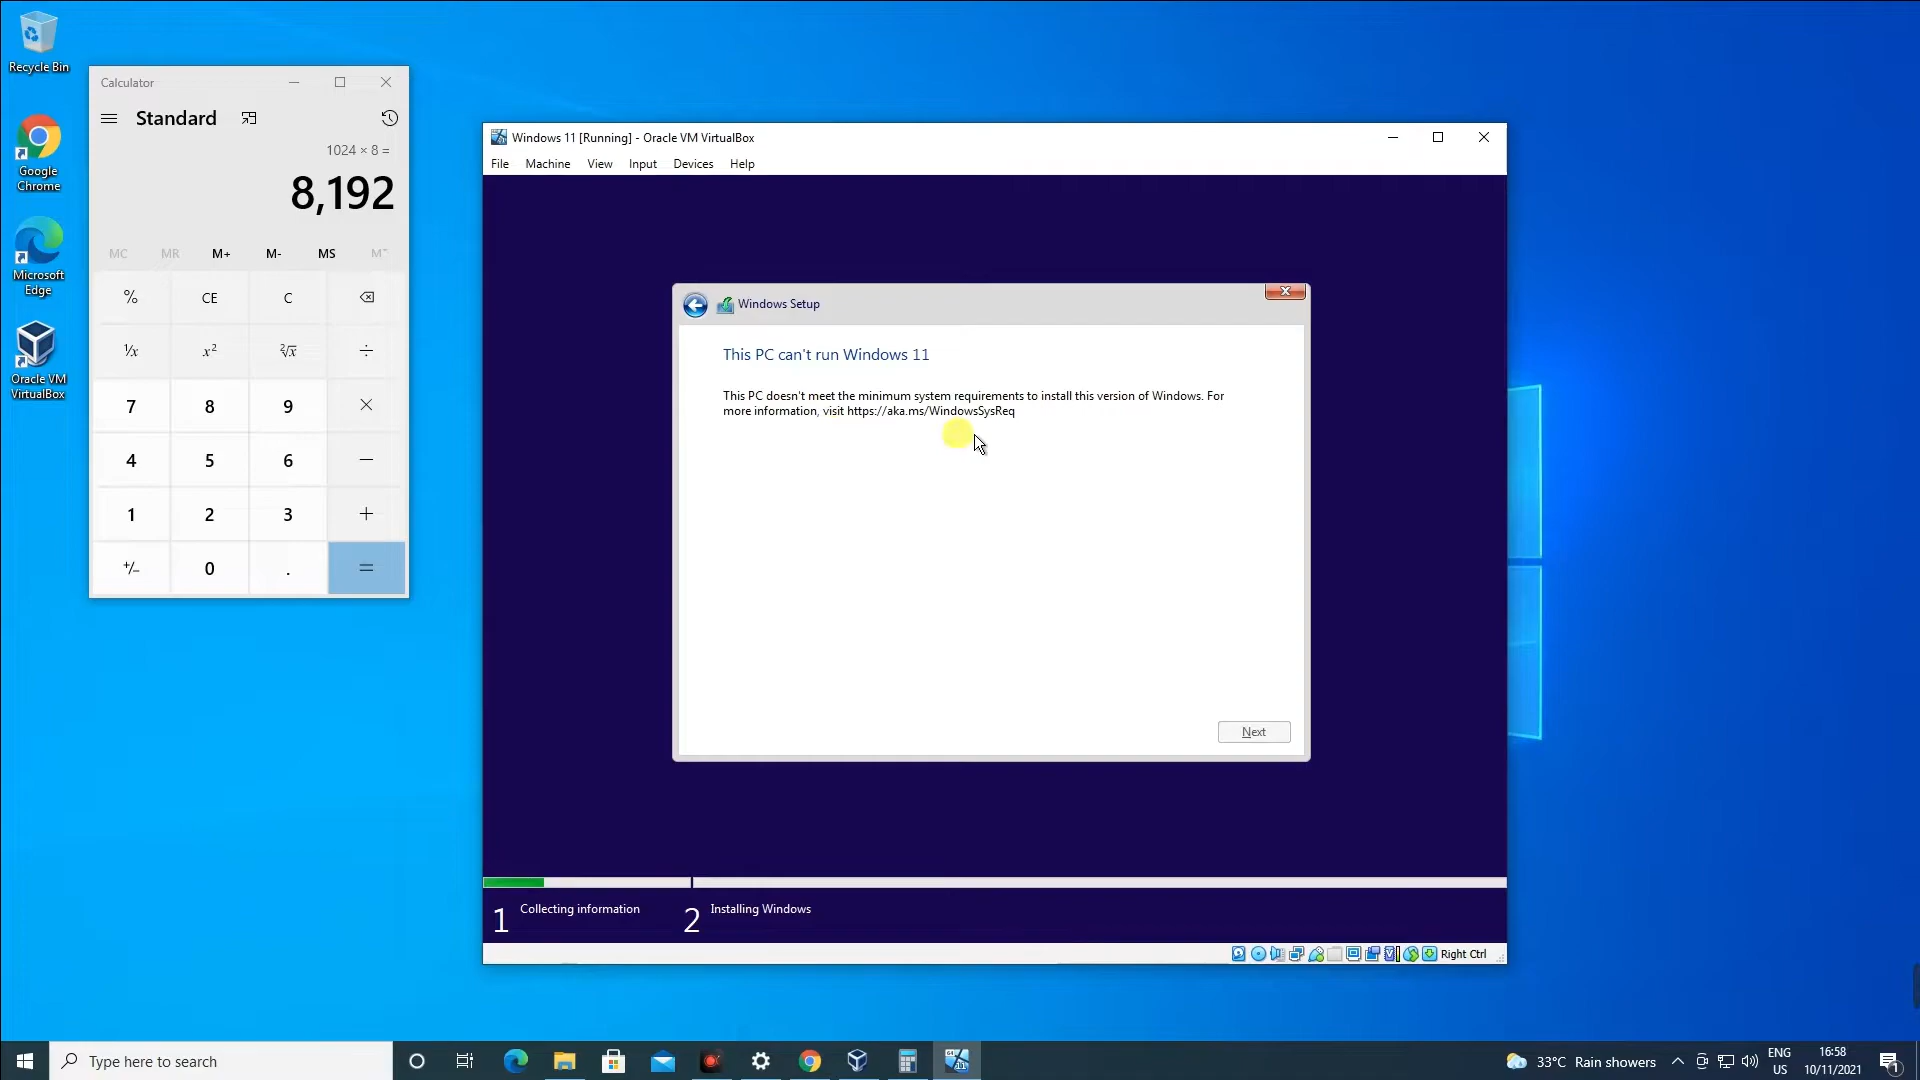 Recycle Bin
Google
Chrome
Microsoft
Edge
Oracle VM
VirtualBox
Calculator
Standard
1024 × 8 =
8,192
MC MR M+ M- MS M˅
% CE C
¹/x x² ²√x ÷
7 8 9 ×
4 5 6 −
1 2 3 +
+/− 0 . =
Windows 11 [Running] - Oracle VM VirtualBox
File Machine View Input Devices Help
Windows Setup
This PC can't run Windows 11
This PC doesn't meet the minimum system requirements to install this version of Windows. For
more information, visit https://aka.ms/WindowsSysReq
Next
1 Collecting information 2 Installing Windows
Right Ctrl
Type here to search
33°C Rain showers
ENG
US
16:58
10/11/2021
1